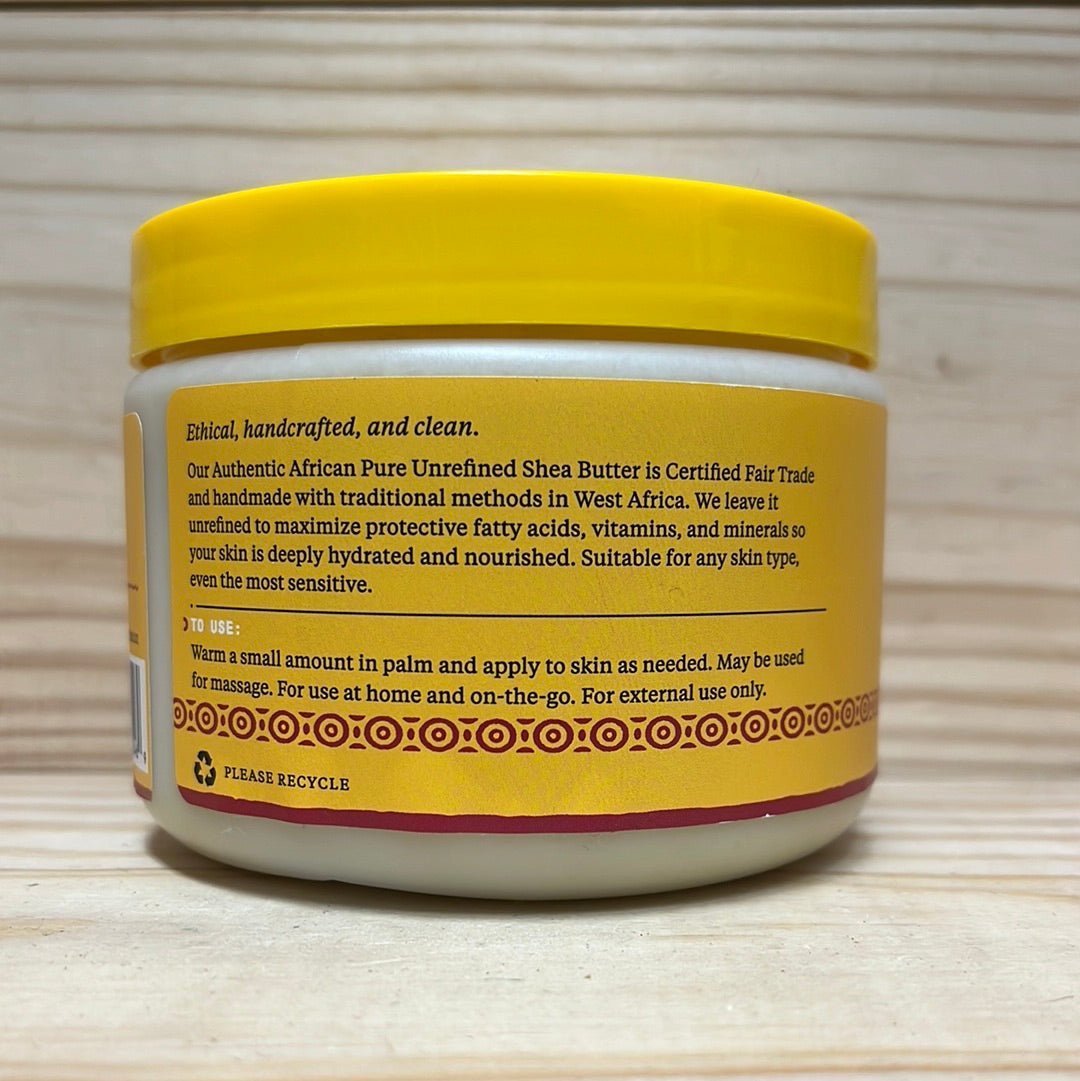 Ethical, handcrafted, and clean.
Our Authentic African Pure Unrefined Shea Butter is Certified Fair Trade
and handmade with traditional methods in West Africa. We leave it
unrefined to maximize protective fatty acids, vitamins, and minerals so
your skin is deeply hydrated and nourished. Suitable for any skin type,
even the most sensitive.
TO USE:
Warm a small amount in palm and apply to skin as needed. May be used
for massage. For use at home and on-the-go. For external use only.
PLEASE RECYCLE